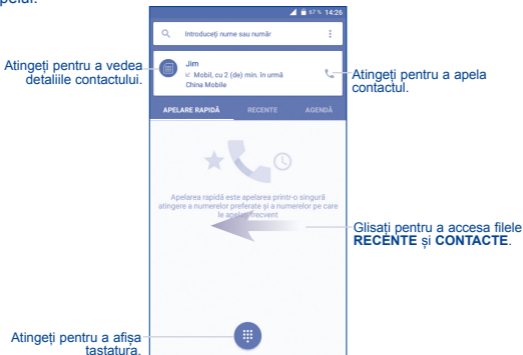 apelul.
67% 14:26
Introduceți nume sau număr
Atingeți pentru a vedea
detaliile contactului.
Jim
Mobil, cu 2 (de) min. în urmă
China Mobile
Atingeți pentru a apela
contactul.
APELARE RAPIDĂ RECENTE AGENDĂ
Apelarea rapidă este apelarea printr-o singură
atingere a numerelor preferate și a numerelor pe care
le apelați frecvent
Glisați pentru a accesa filele
RECENTE și CONTACTE.
Atingeți pentru a afișa
tastatura.